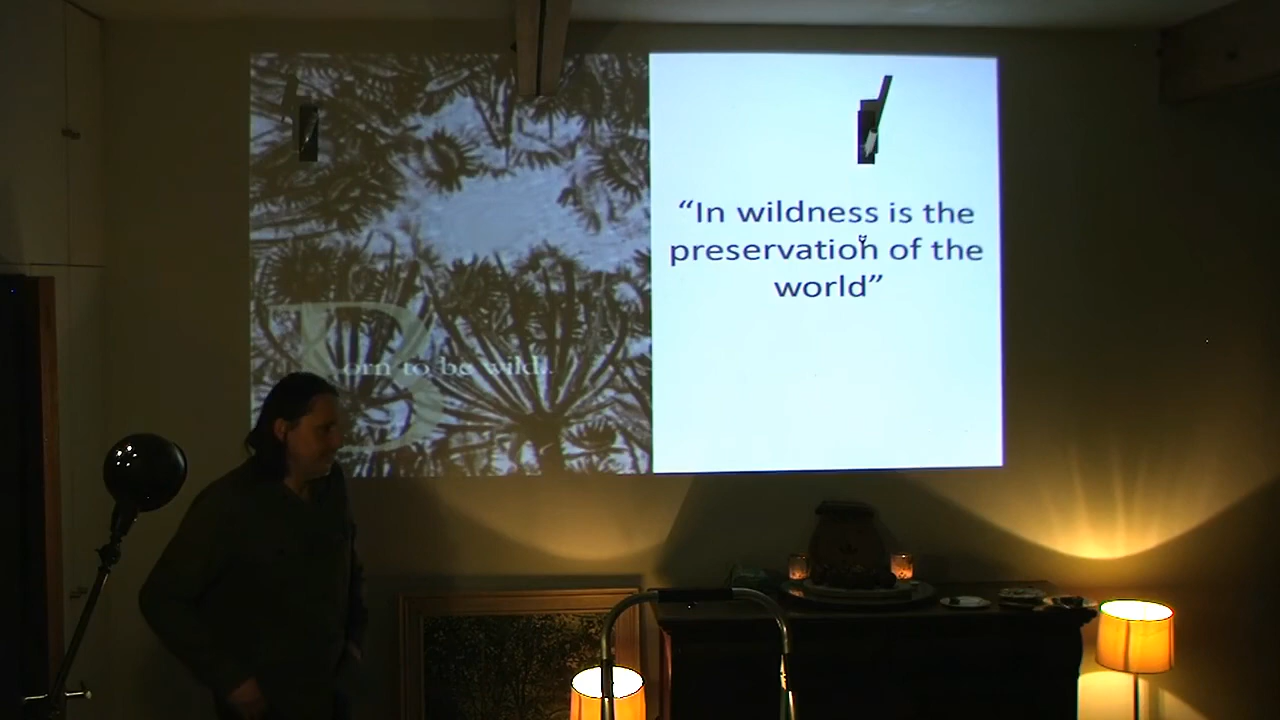 Born to be wild..
“In wildness is the
preservation of the
world”